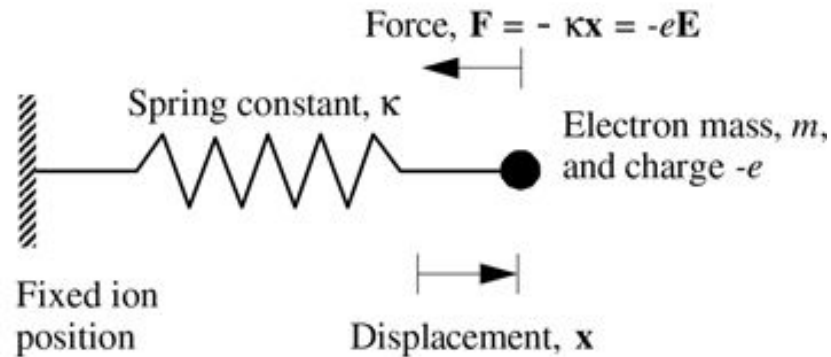 Force, F = - κx = -eE
Spring constant, κ
Electron mass, m,
and charge -e
Fixed ion
position
Displacement, x